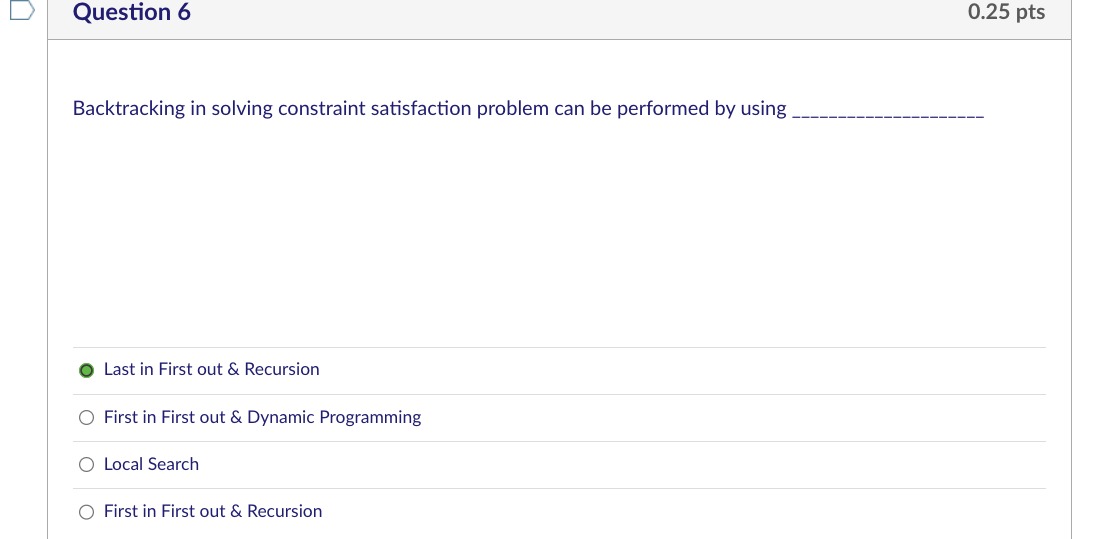 Question 6
0.25 pts
Backtracking in solving constraint satisfaction problem can be performed by using _____________________
Last in First out & Recursion
First in First out & Dynamic Programming
Local Search
First in First out & Recursion